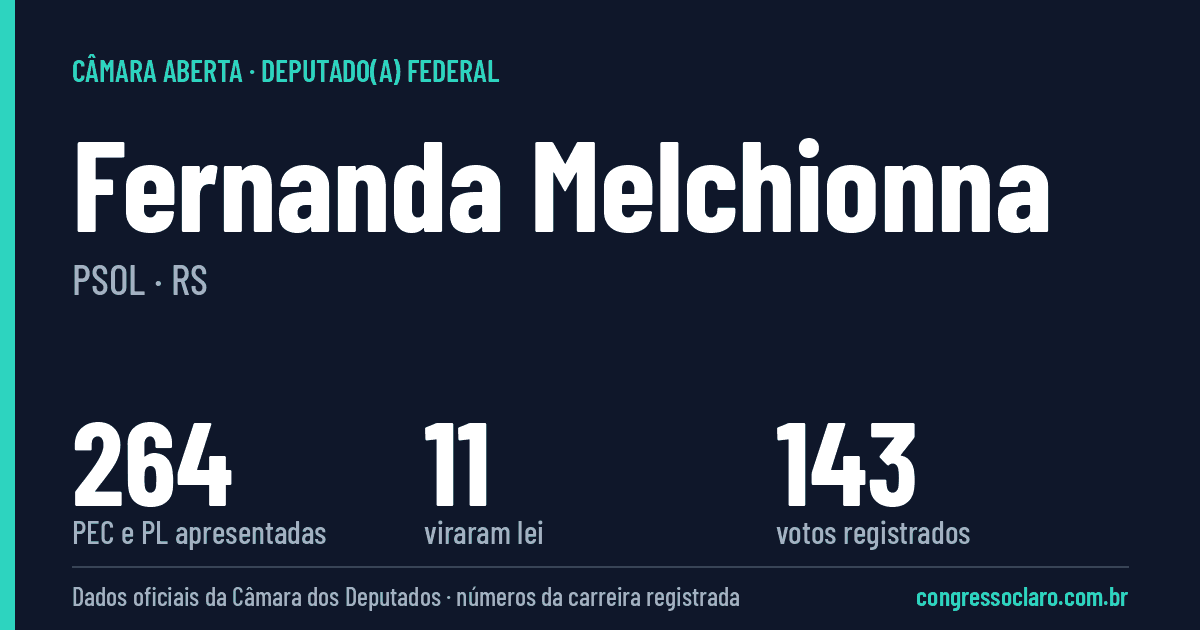 CÂMARA ABERTA · DEPUTADO(A) FEDERAL
Fernanda Melchionna
PSOL · RS
264 11 143
PEC e PL apresentadas viraram lei votos registrados
Dados oficiais da Câmara dos Deputados · números da carreira registrada congressoclaro.com.br